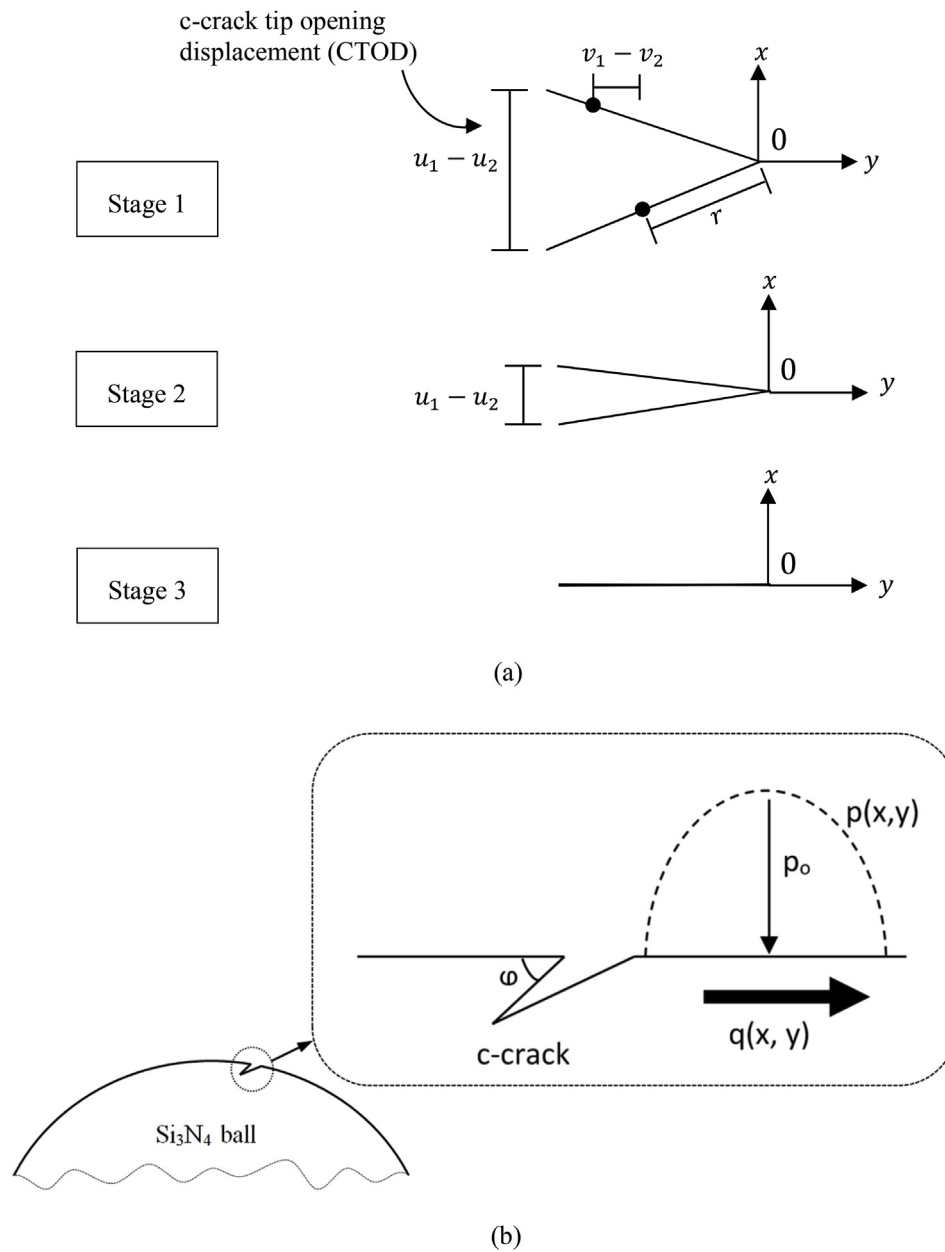 c-crack tip opening
displacement (CTOD)
v₁ − v₂
x
0
y
u₁ − u₂
r
Stage 1
x
0
y
u₁ − u₂
Stage 2
x
0
y
Stage 3
(a)
p(x,y)
pₒ
φ
q(x, y)
c-crack
Si₃N₄ ball
(b)